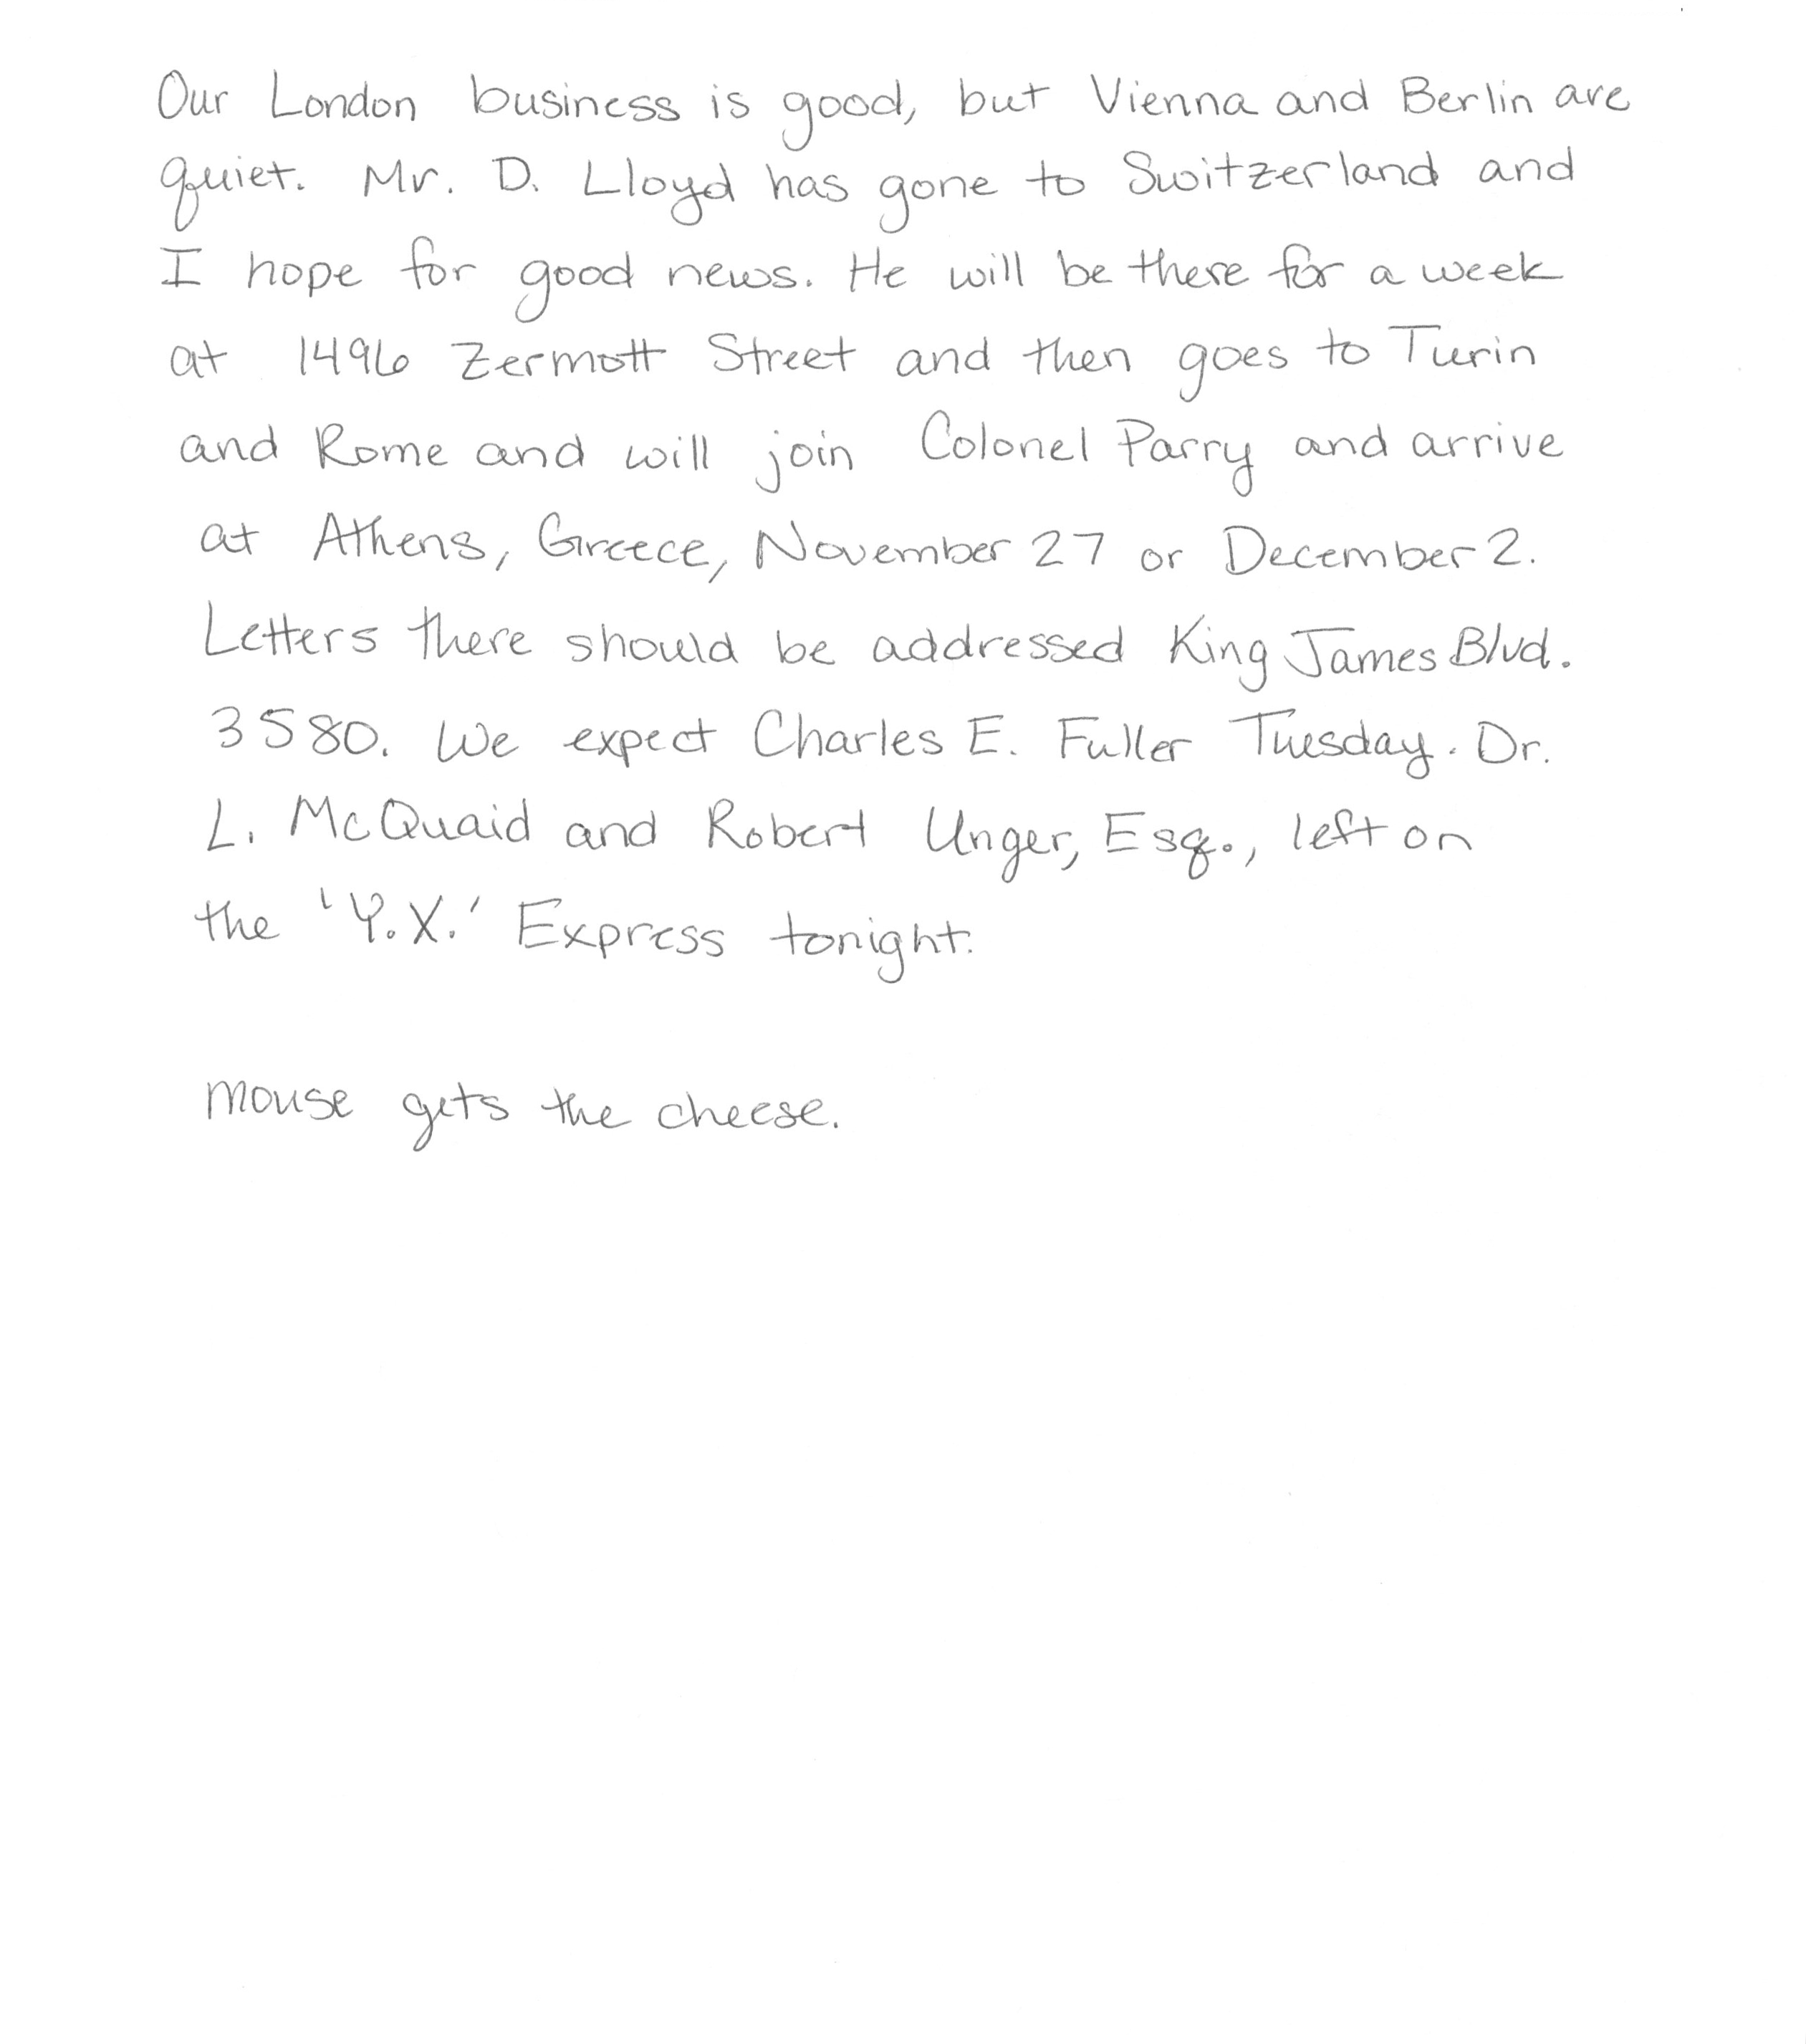 Our London business is good, but Vienna and Berlin are
quiet. Mr. D. Lloyd has gone to Switzerland and
I hope for good news. He will be there for a week
at 1496 Zermott Street and then goes to Turin
and Rome and will join Colonel Parry and arrive
at Athens, Greece, November 27 or December 2.
Letters there should be addressed King James Blvd.
3580. We expect Charles E. Fuller Tuesday. Dr.
L. McQuaid and Robert Unger, Esq., left on
the 'Y.X.' Express tonight.
mouse gets the cheese.